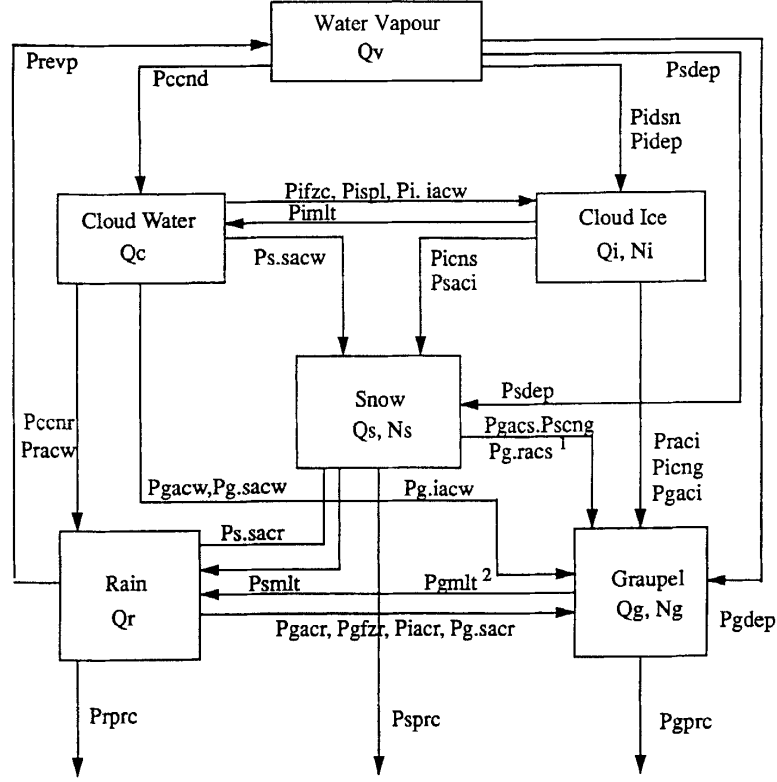 Water Vapour
Qv
Prevp
Pccnd
Psdep
Pidsn
Pidep
Cloud Water
Qc
Pifzc, Pispl, Pi. iacw
Pimlt
Cloud Ice
Qi, Ni
Ps.sacw
Picns
Psaci
Snow
Qs, Ns
Psdep
Pgacs.Pscng
Pg.racs 1
Pccnr
Pracw
Raci
Picng
Pgaci
Pgacw,Pg.sacw
Pg.iacw
Ps.sacr
Rain
Qr
Psmlt
Pgmlt 2
Graupel
Qg, Ng
Pgdep
Pgacr, Pgfzr, Piacr, Pg.sacr
Prprc
Psprc
Pgprc